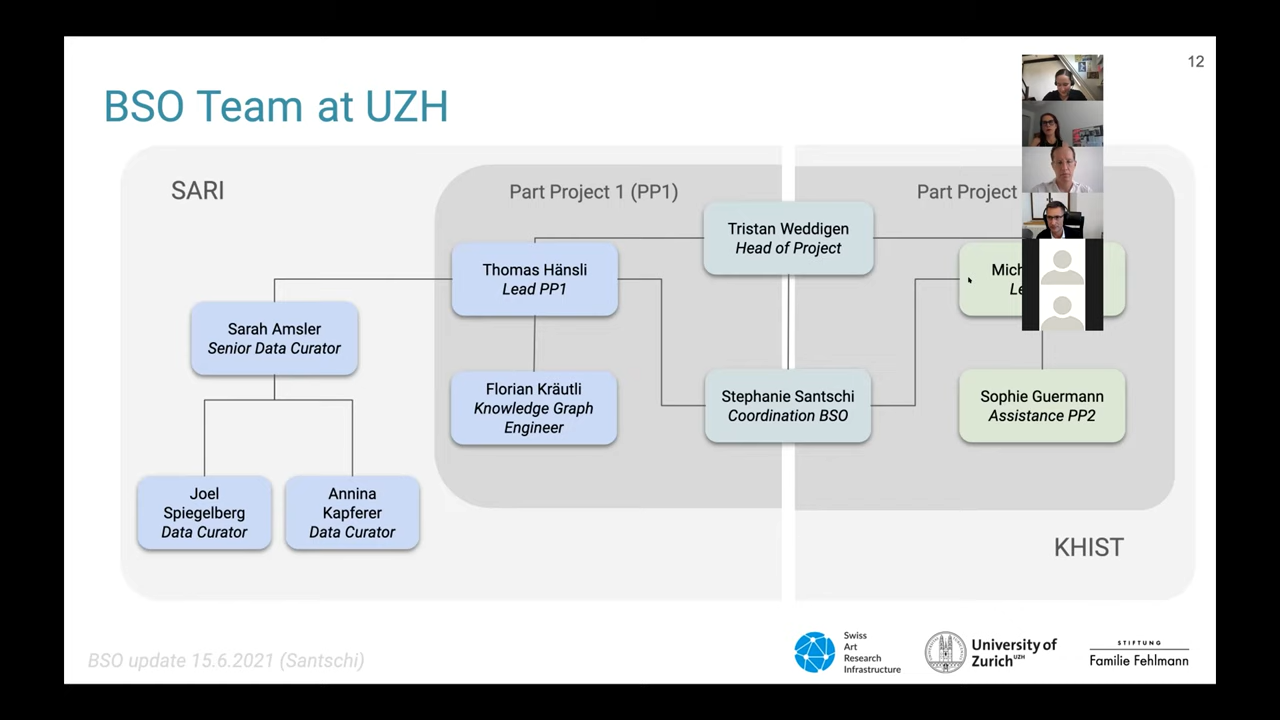 12
BSO Team at UZH
SARI
Part Project 1 (PP1)
Part Project
Tristan Weddigen
Head of Project
Thomas Hänsli
Lead PP1
Mich
Le
Sarah Amsler
Senior Data Curator
Florian Kräutli
Knowledge Graph
Engineer
Stephanie Santschi
Coordination BSO
Sophie Guermann
Assistance PP2
Joel
Spiegelberg
Data Curator
Annina
Kapferer
Data Curator
KHIST
BSO update 15.6.2021 (Santschi)
Swiss
Art
Research
Infrastructure
University of
Zurich UZH
STIFTUNG
Familie Fehlmann